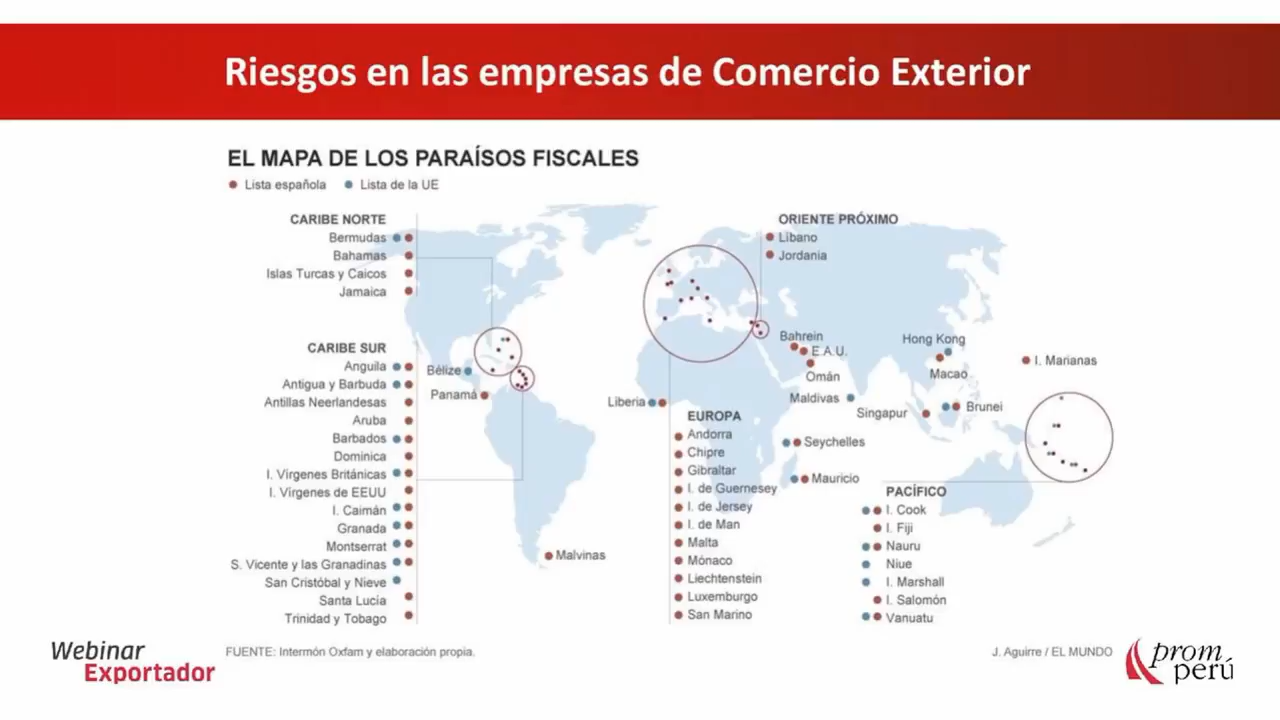 Riesgos en las empresas de Comercio Exterior
EL MAPA DE LOS PARAÍSOS FISCALES
Lista española
Lista de la UE
CARIBE NORTE
Bermudas
Bahamas
Islas Turcas y Caicos
Jamaica
CARIBE SUR
Anguila
Antigua y Barbuda
Antillas Neerlandesas
Aruba
Barbados
Dominica
I. Vírgenes Británicas
I. Vírgenes de EEUU
I. Caimán
Granada
Montserrat
S. Vicente y las Granadinas
San Cristóbal y Nieve
Santa Lucía
Trinidad y Tobago
Bélize
Panamá
Malvinas
Liberia
EUROPA
Andorra
Chipre
Gibraltar
I. de Guernesey
I. de Jersey
I. de Man
Malta
Mónaco
Liechtenstein
Luxemburgo
San Marino
ORIENTE PRÓXIMO
Líbano
Jordania
Bahrein
E.A.U.
Omán
Maldivas
Seychelles
Mauricio
Hong Kong
Macao
Singapur
Brunei
I. Marianas
PACÍFICO
I. Cook
I. Fiji
Nauru
Niue
I. Marshall
I. Salomón
Vanuatu
Webinar
Exportador
FUENTE: Intermón Oxfam y elaboración propia.
J. Aguirre / EL MUNDO
prom
perú